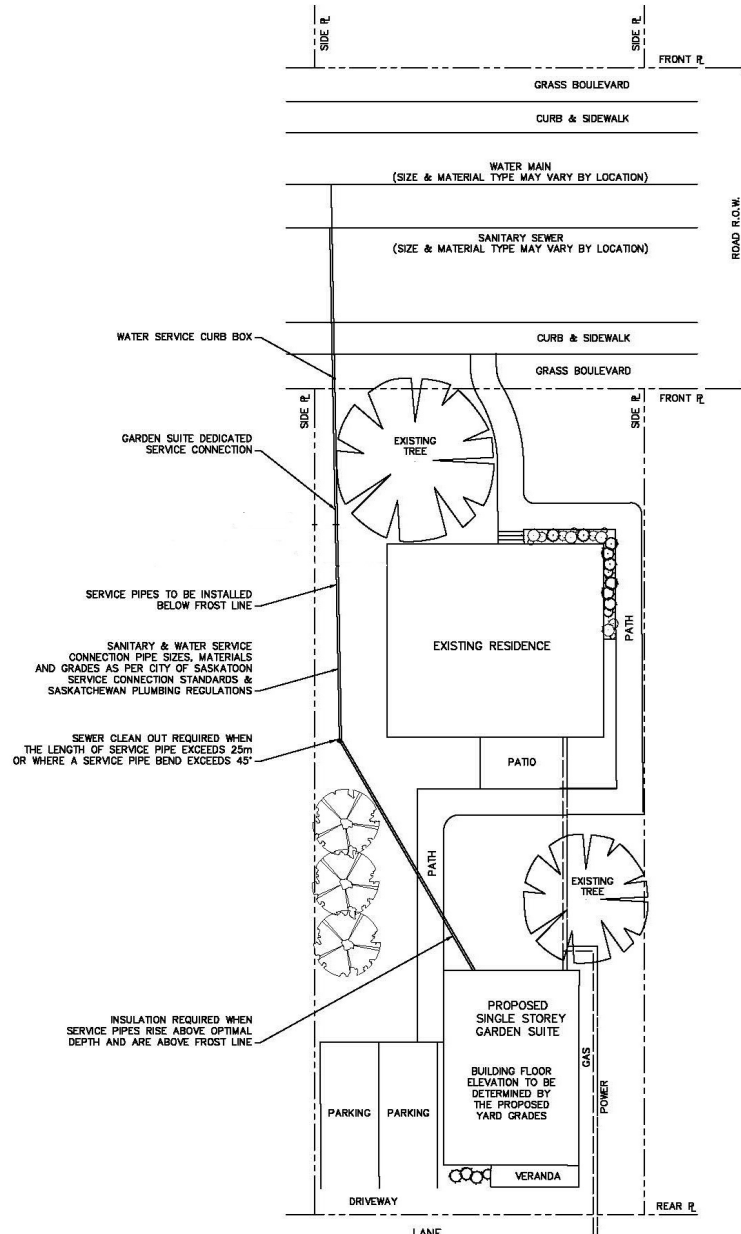 SIDE PL
SIDE PL
FRONT PL
GRASS BOULEVARD
CURB & SIDEWALK
WATER MAIN
(SIZE & MATERIAL TYPE MAY VARY BY LOCATION)
ROAD R.O.W.
SANITARY SEWER
(SIZE & MATERIAL TYPE MAY VARY BY LOCATION)
WATER SERVICE CURB BOX
CURB & SIDEWALK
GRASS BOULEVARD
SIDE PL
SIDE PL
FRONT PL
GARDEN SUITE DEDICATED
SERVICE CONNECTION
EXISTING
TREE
SERVICE PIPES TO BE INSTALLED
BELOW FROST LINE
PATH
SANITARY & WATER SERVICE
CONNECTION PIPE SIZES, MATERIALS
AND GRADES AS PER CITY OF SASKATOON
SERVICE CONNECTION STANDARDS &
SASKATCHEWAN PLUMBING REGULATIONS
EXISTING RESIDENCE
SEWER CLEAN OUT REQUIRED WHEN
THE LENGTH OF SERVICE PIPE EXCEEDS 25m
OR WHERE A SERVICE PIPE BEND EXCEEDS 45°
PATIO
PATH
EXISTING
TREE
INSULATION REQUIRED WHEN
SERVICE PIPES RISE ABOVE OPTIMAL
DEPTH AND ARE ABOVE FROST LINE
PROPOSED
SINGLE STOREY
GARDEN SUITE
BUILDING FLOOR
ELEVATION TO BE
DETERMINED BY
THE PROPOSED
YARD GRADES
GAS
POWER
PARKING
PARKING
VERANDA
DRIVEWAY
REAR PL
LANE